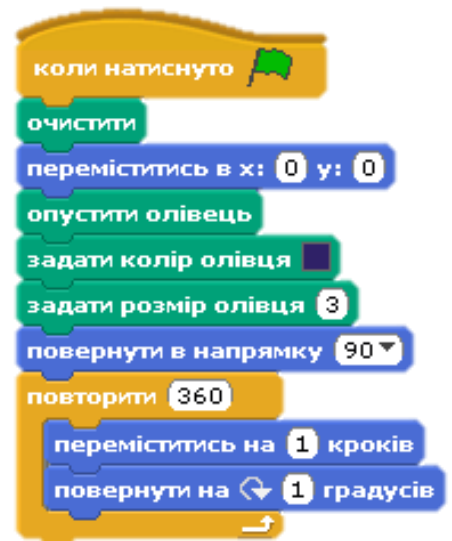 коли натиснуто
очистити
переміститись в x: 0 y: 0
опустити олівець
задати колір олівця
задати розмір олівця 3
повернути в напрямку 90
повторити 360
переміститись на 1 кроків
повернути на 1 градусів